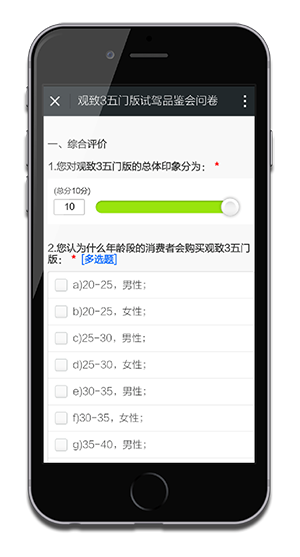 观致3五门版试驾品鉴会问卷
一、综合评价
1.您对观致3五门版的总体印象分为： *
(总分10分)
10
2.您认为什么年龄段的消费者会购买观致3五门
版： * [多选题]
a)20-25，男性；
b)20-25，女性；
c)25-30，男性；
d)25-30，女性；
e)30-35，男性；
f)30-35，女性；
g)35-40，男性；